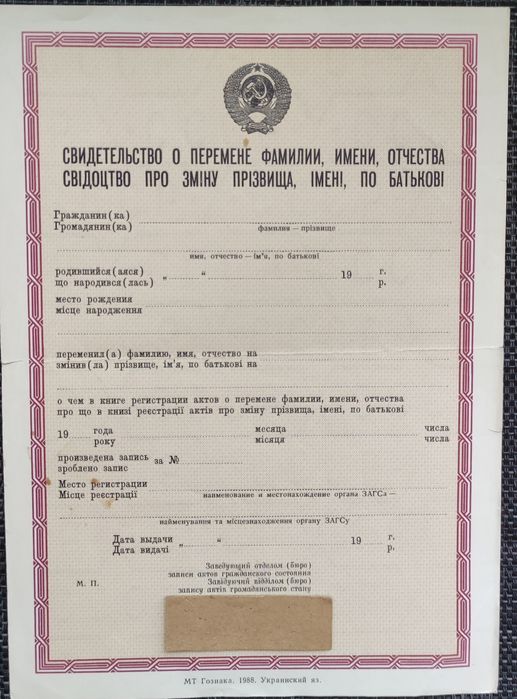 СВИДЕТЕЛЬСТВО О ПЕРЕМЕНЕ ФАМИЛИИ, ИМЕНИ, ОТЧЕСТВА
СВІДОЦТВО ПРО ЗМІНУ ПРІЗВИЩА, ІМЕНІ, ПО БАТЬКОВІ
Гражданин(ка)
Громадянин(ка)
фамилия — прізвище
имя, отчество — ім'я, по батькові
родившийся(аяся)
що народився(лась) „ “ 19 г.
р.
место рождения
місце народження
переменил(а) фамилию, имя, отчество на
змінив(ла) прізвище, ім'я, по батькові на
о чем в книге регистрации актов о перемене фамилии, имени, отчества
про що в книзі реєстрації актів про зміну прізвища, імені, по батькові
19 года месяца числа
року місяця числа
произведена запись за №
зроблено запис
Место регистрации
Місце реєстрації
наименование и местонахождение органа ЗАГСа —
найменування та місцезнаходження органу ЗАГСу
Дата выдачи „ “ 19 г.
Дата видачі р.
Заведующий отделом (бюро)
записи актов гражданского состояния
М. П. Завідуючий відділом (бюро)
запису актів громадянського стану
МТ Гознака. 1988. Украинский яз.